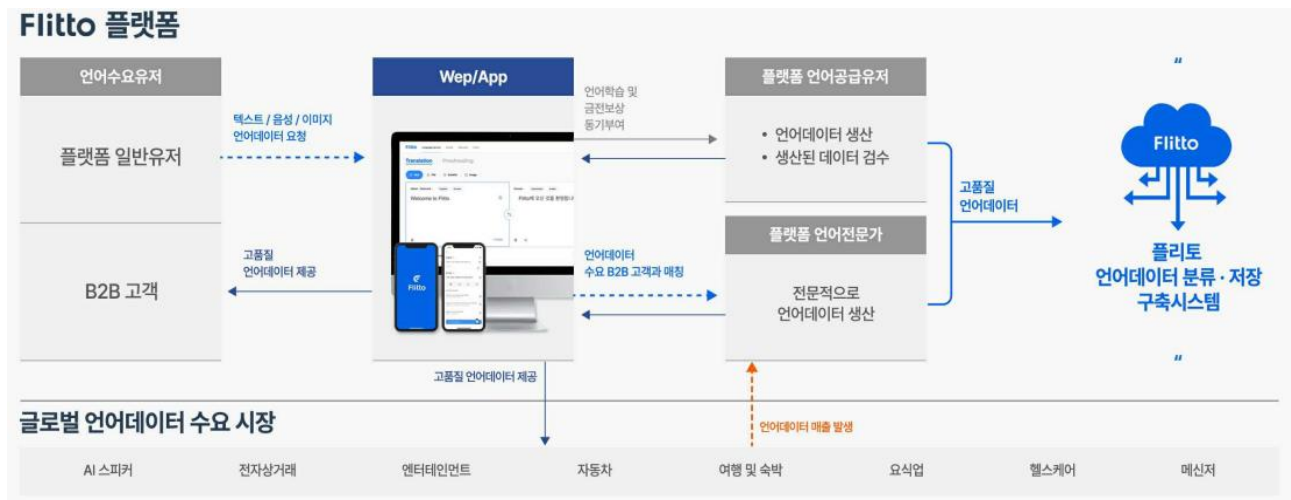 Flitto 플랫폼
언어수요유저
플랫폼 일반유저
B2B 고객
텍스트 / 음성 / 이미지
언어데이터 요청
고품질
언어데이터 제공
Wep/App
Translation
Welcome to Flitto
Flitto
고품질 언어데이터 제공
언어학습 및
금전보상
동기부여
언어데이터
수요 B2B 고객과 매칭
플랫폼 언어공급유저
• 언어데이터 생산
• 생산된 데이터 검수
플랫폼 언어전문가
전문적으로
언어데이터 생산
고품질
언어데이터
"
Flitto
플리토
언어데이터 분류 · 저장
구축시스템
"
언어데이터 매출 발생
글로벌 언어데이터 수요 시장
AI 스피커
전자상거래
엔터테인먼트
자동차
여행 및 숙박
요식업
헬스케어
메신저